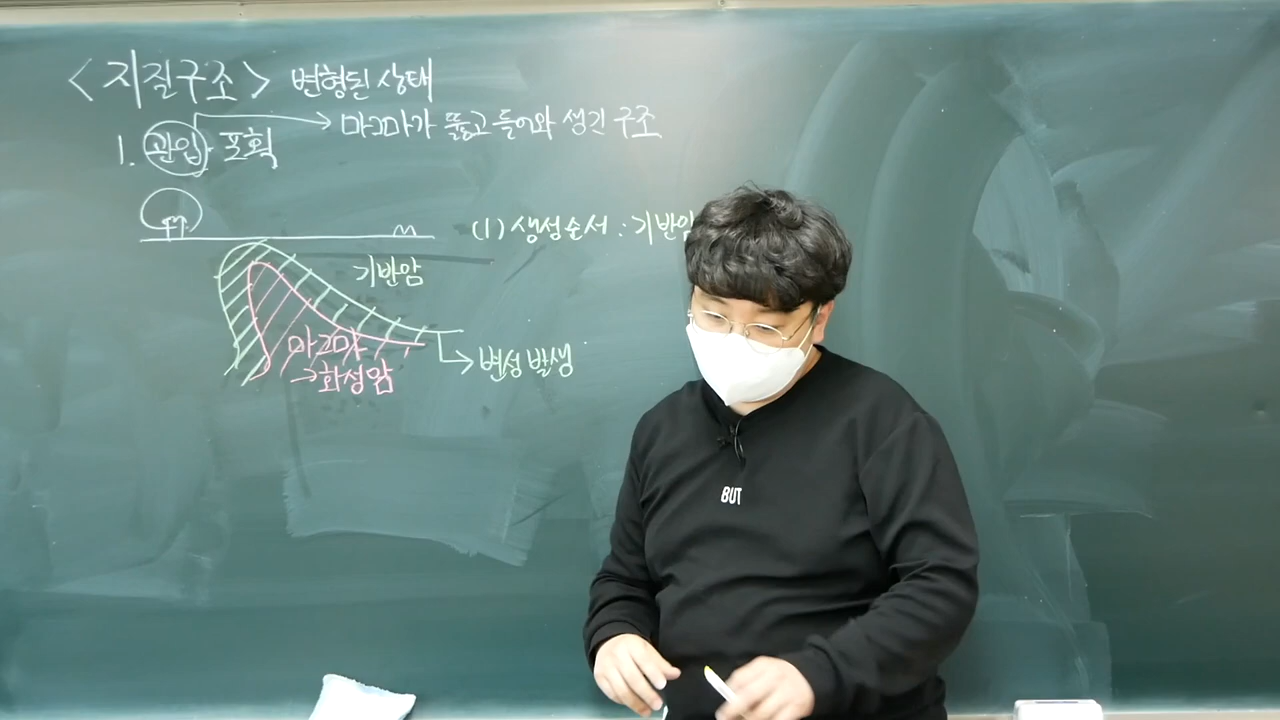 <지질구조> 변형된 상태
1. 관입 포획 → 마그마가 뚫고 들어와 생긴 구조
(1) 생성순서 : 기반암
기반암
마그마
→화성암
변성 발생
BUT